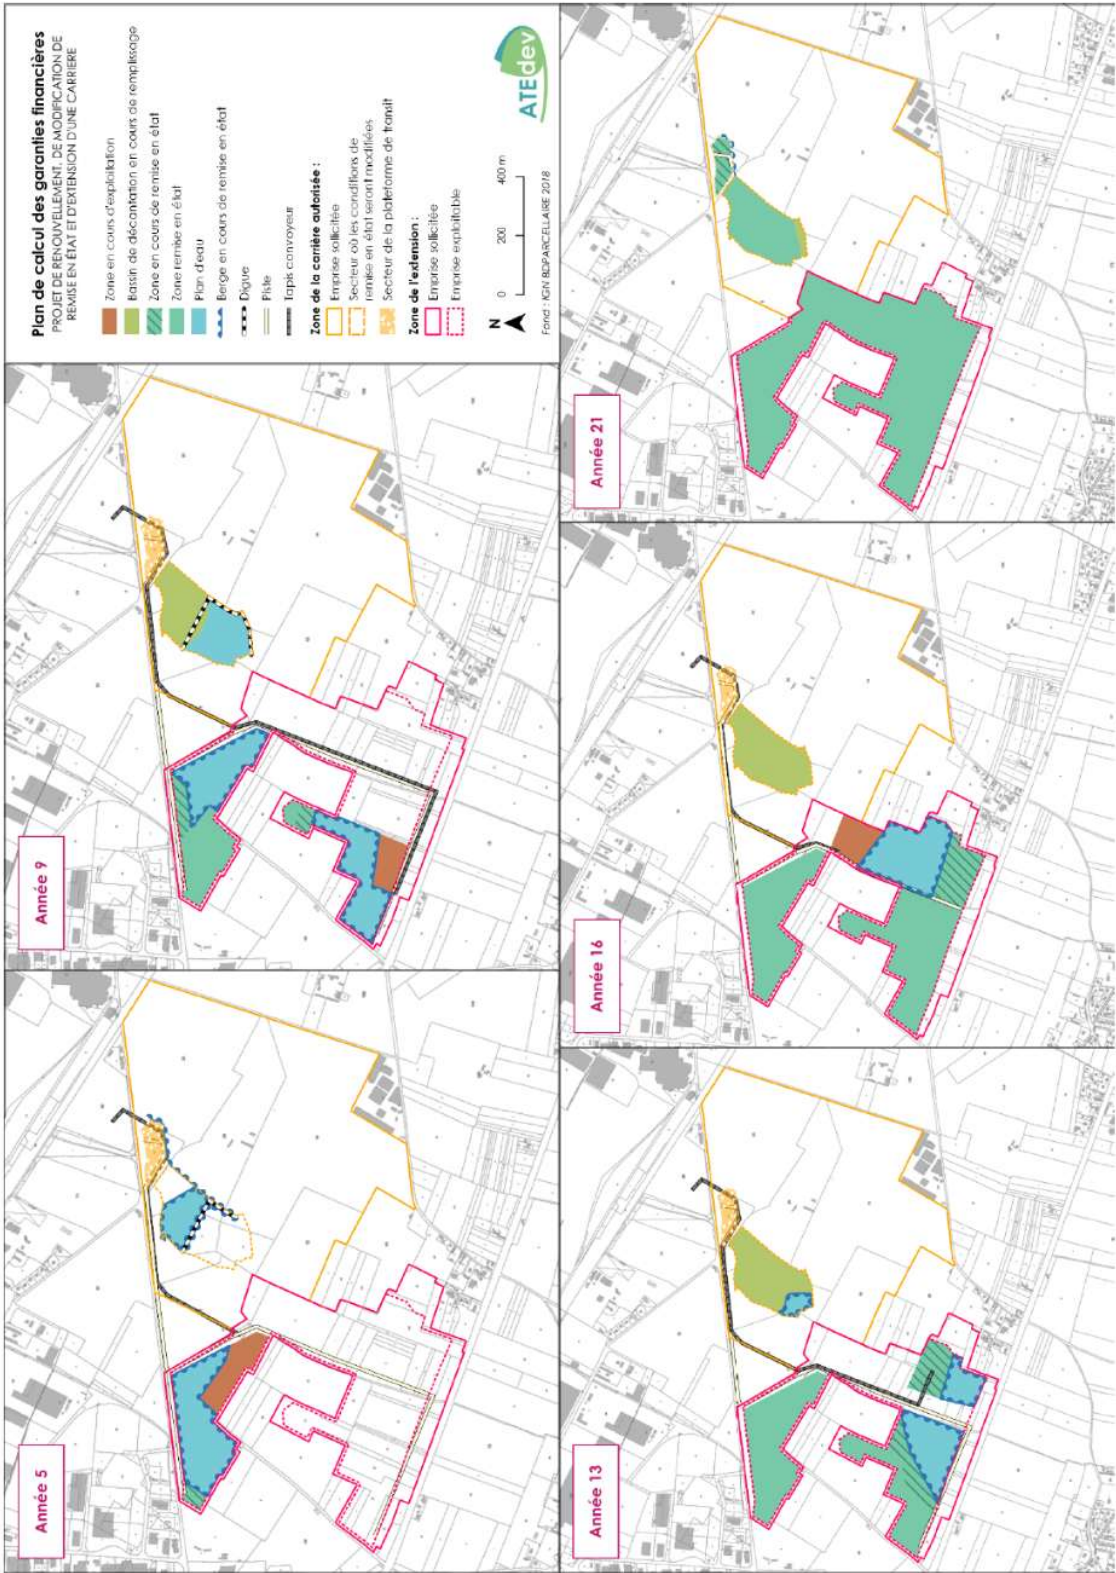 Plan de calcul des garanties financières
PROJET DE RENOUVELLEMENT, DE MODIFICATION DE
REMISE EN ÉTAT ET D'EXTENSION D'UNE CARRIERE
Zone en cours d'exploitation
Bassin de décantation en cours de remplissage
Zone en cours de remise en état
Zone remise en état
Plan d'eau
Berge en cours de remise en état
Digue
Piste
Tapis convoyeur
Zone de la carrière autorisée :
Emprise sollicitée
Secteur où les conditions de
remise en état seront modifiées
Secteur de la plateforme de transit
Zone de l'extension :
Emprise sollicitée
Emprise exploitable
N
0 200 400 m
Fond : IGN BDPARCELLAIRE 2018
ATEdev
Année 5
Année 9
Année 13
Année 16
Année 21